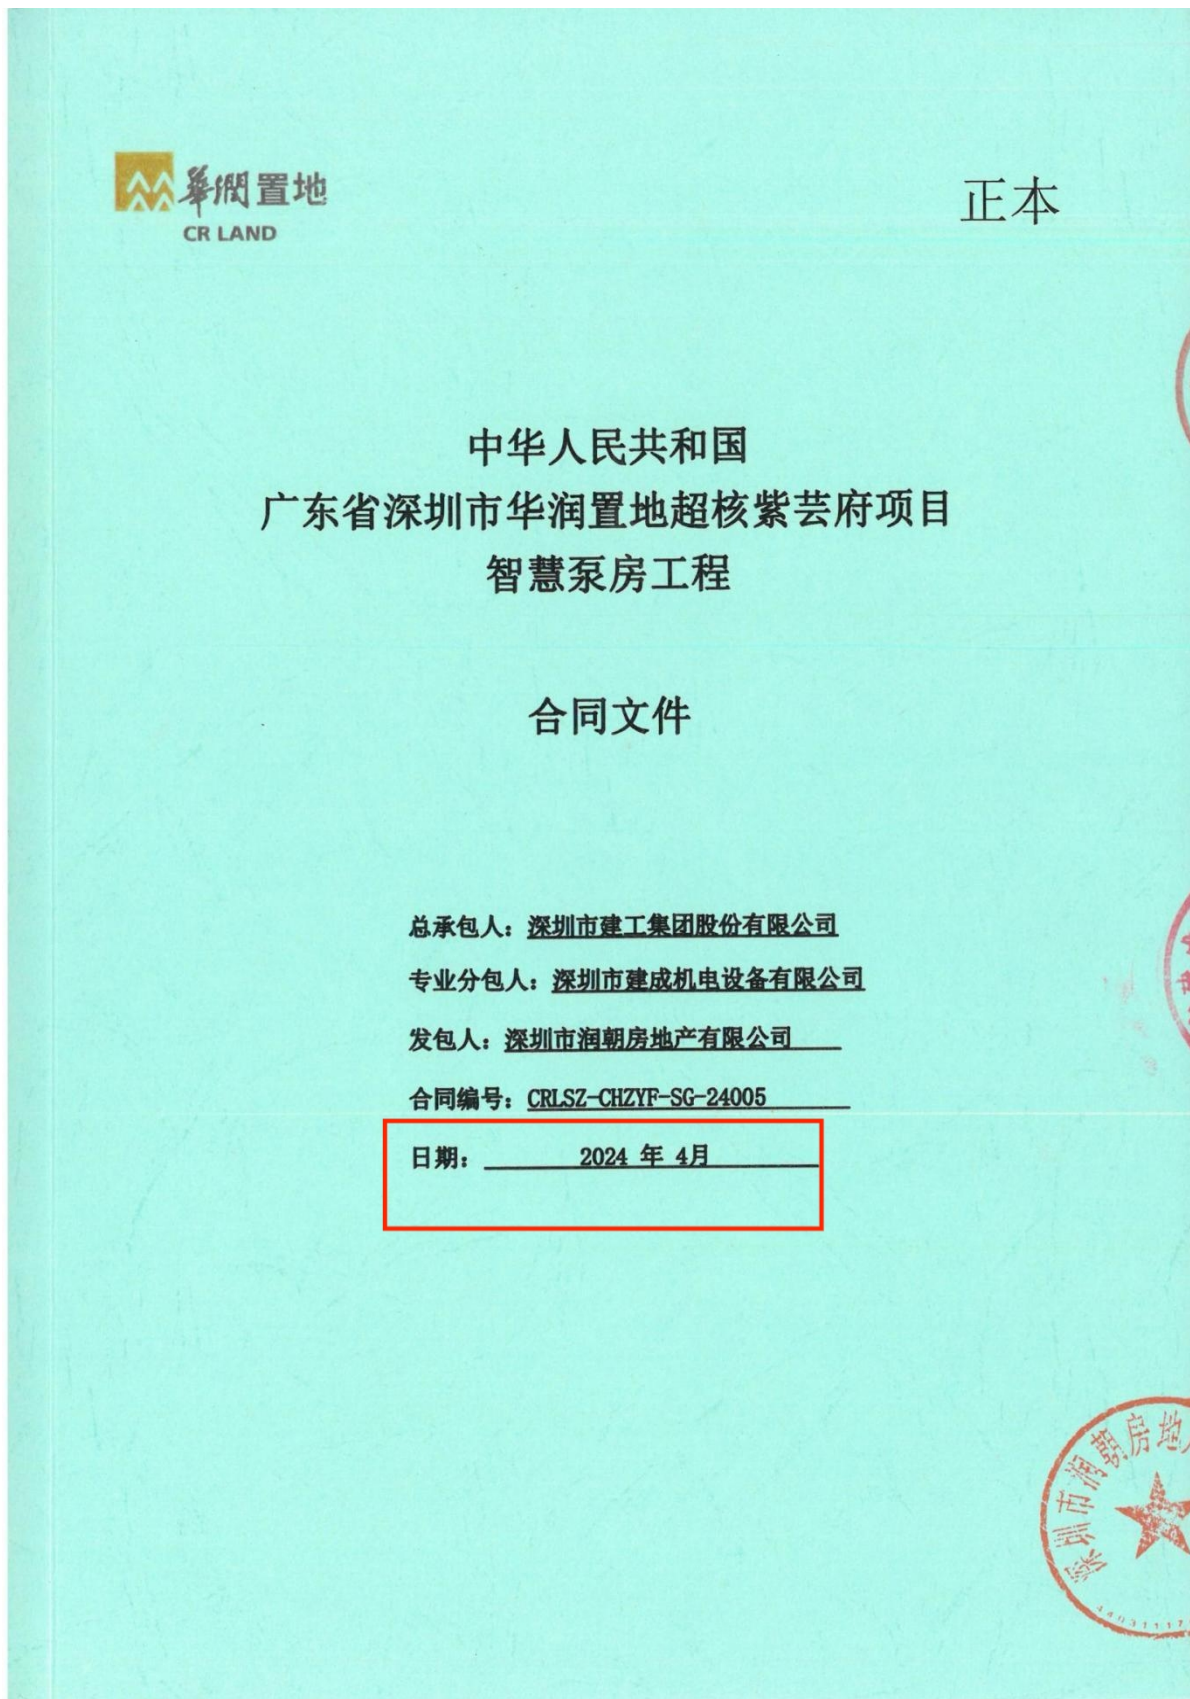 華潤置地
CR LAND
正本
中华人民共和国
广东省深圳市华润置地超核紫芸府项目
智慧泵房工程
合同文件
总承包人：深圳市建工集团股份有限公司
专业分包人：深圳市建成机电设备有限公司
发包人：深圳市润朝房地产有限公司
合同编号：CRLSZ-CHZYF-SG-24005
日期：2024 年 4月
深圳市润朝房地